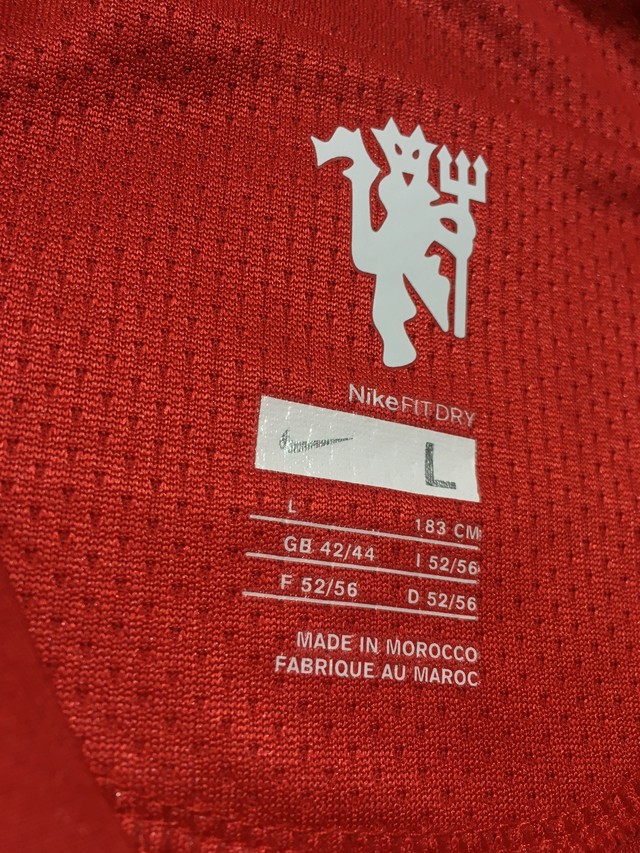 NikeFITDRY
L
L 183 CM
GB 42/44 I 52/56
F 52/56 D 52/56
MADE IN MOROCCO
FABRIQUE AU MAROC